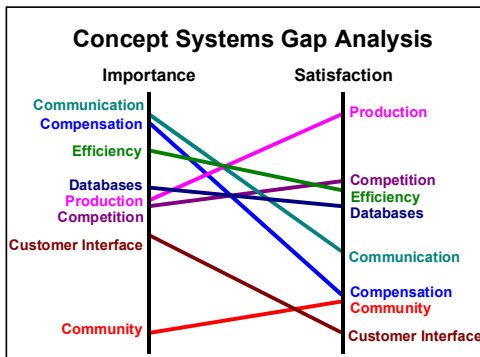 Concept Systems Gap Analysis
Importance
Satisfaction
Communication
Compensation
Efficiency
Databases
Production
Competition
Customer Interface
Community
Production
Competition
Efficiency
Databases
Communication
Compensation
Community
Customer Interface